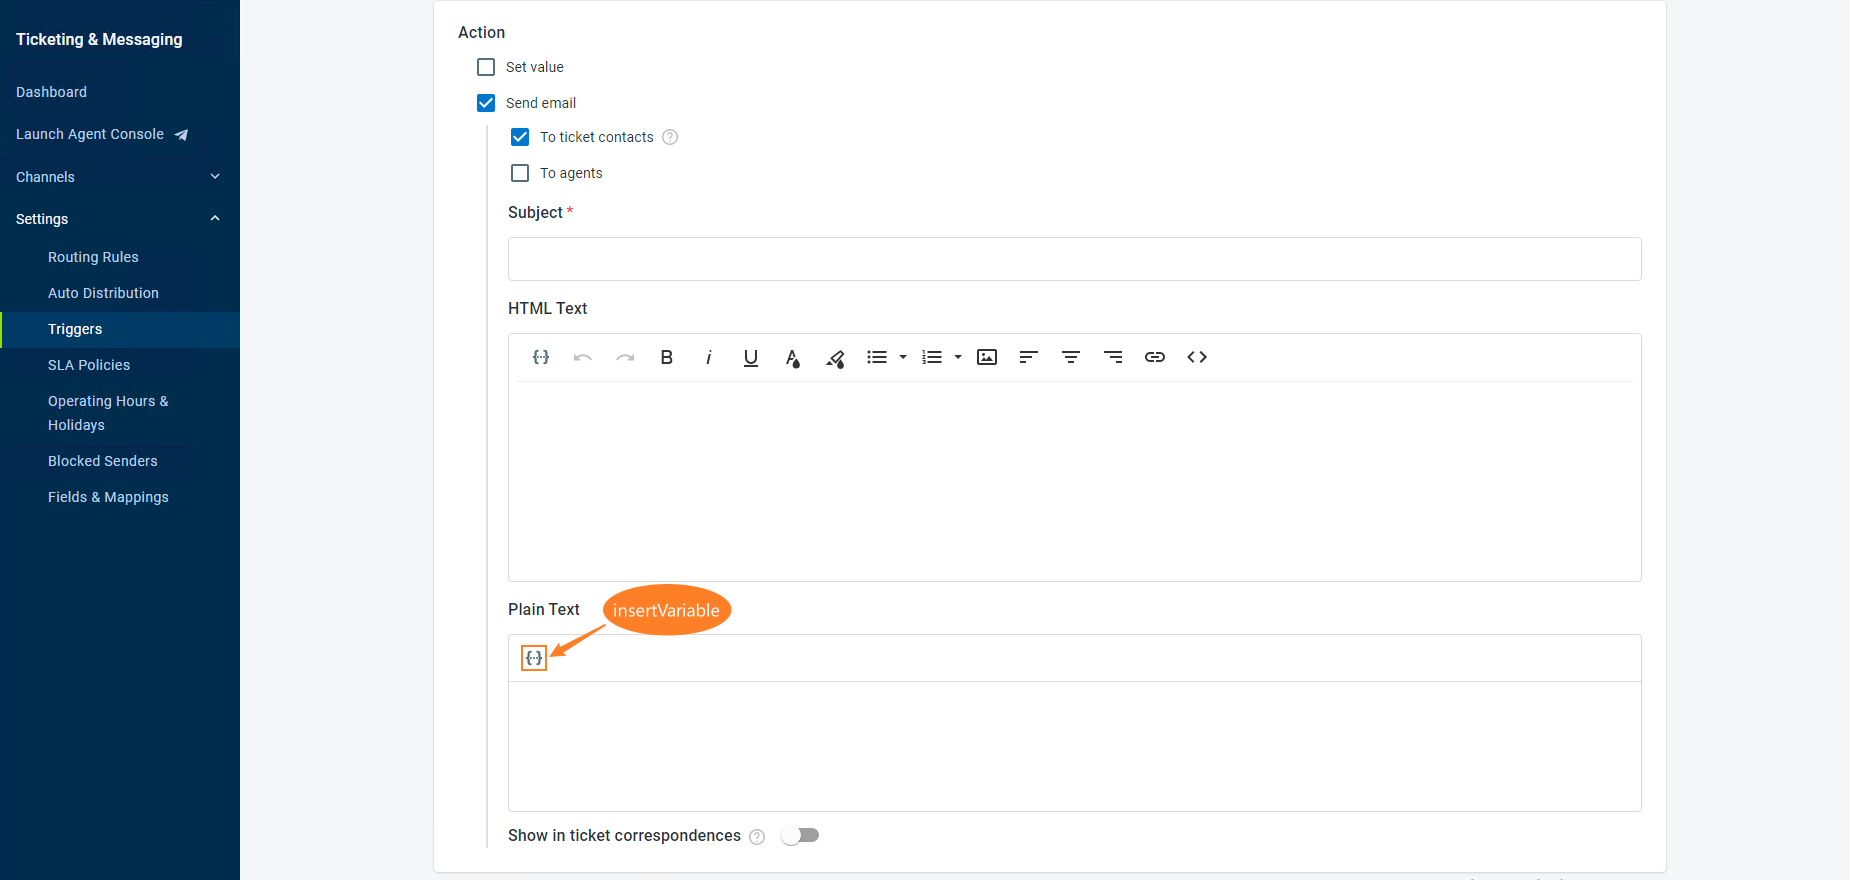 Ticketing & Messaging
Dashboard
Launch Agent Console
Channels
Settings
Routing Rules
Auto Distribution
Triggers
SLA Policies
Operating Hours &
Holidays
Blocked Senders
Fields & Mappings
Action
Set value
Send email
To ticket contacts ?
To agents
Subject *
HTML Text
Plain Text
insertVariable
Show in ticket correspondences ?